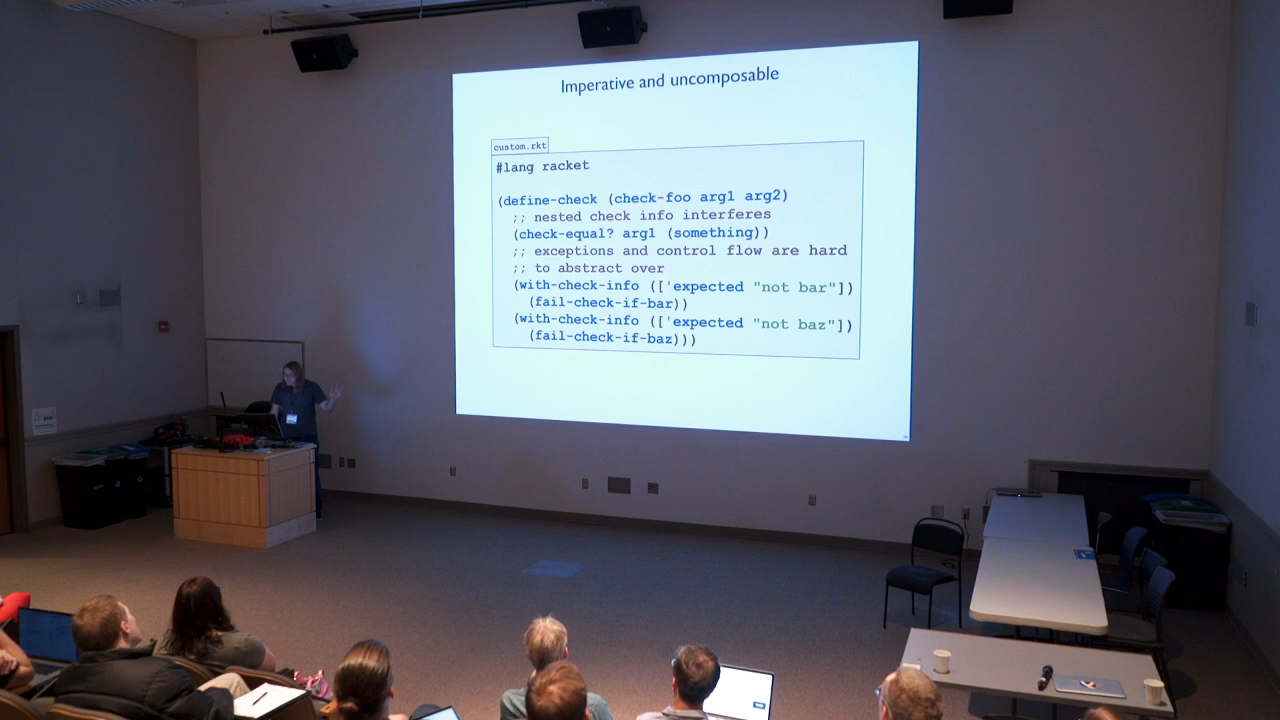 Imperative and uncomposable
custom.rkt
#lang racket
(define-check (check-foo arg1 arg2)
;; nested check info interferes
(check-equal? arg1 (something))
;; exceptions and control flow are hard
;; to abstract over
(with-check-info (['expected "not bar"])
(fail-check-if-bar))
(with-check-info (['expected "not baz"])
(fail-check-if-baz)))